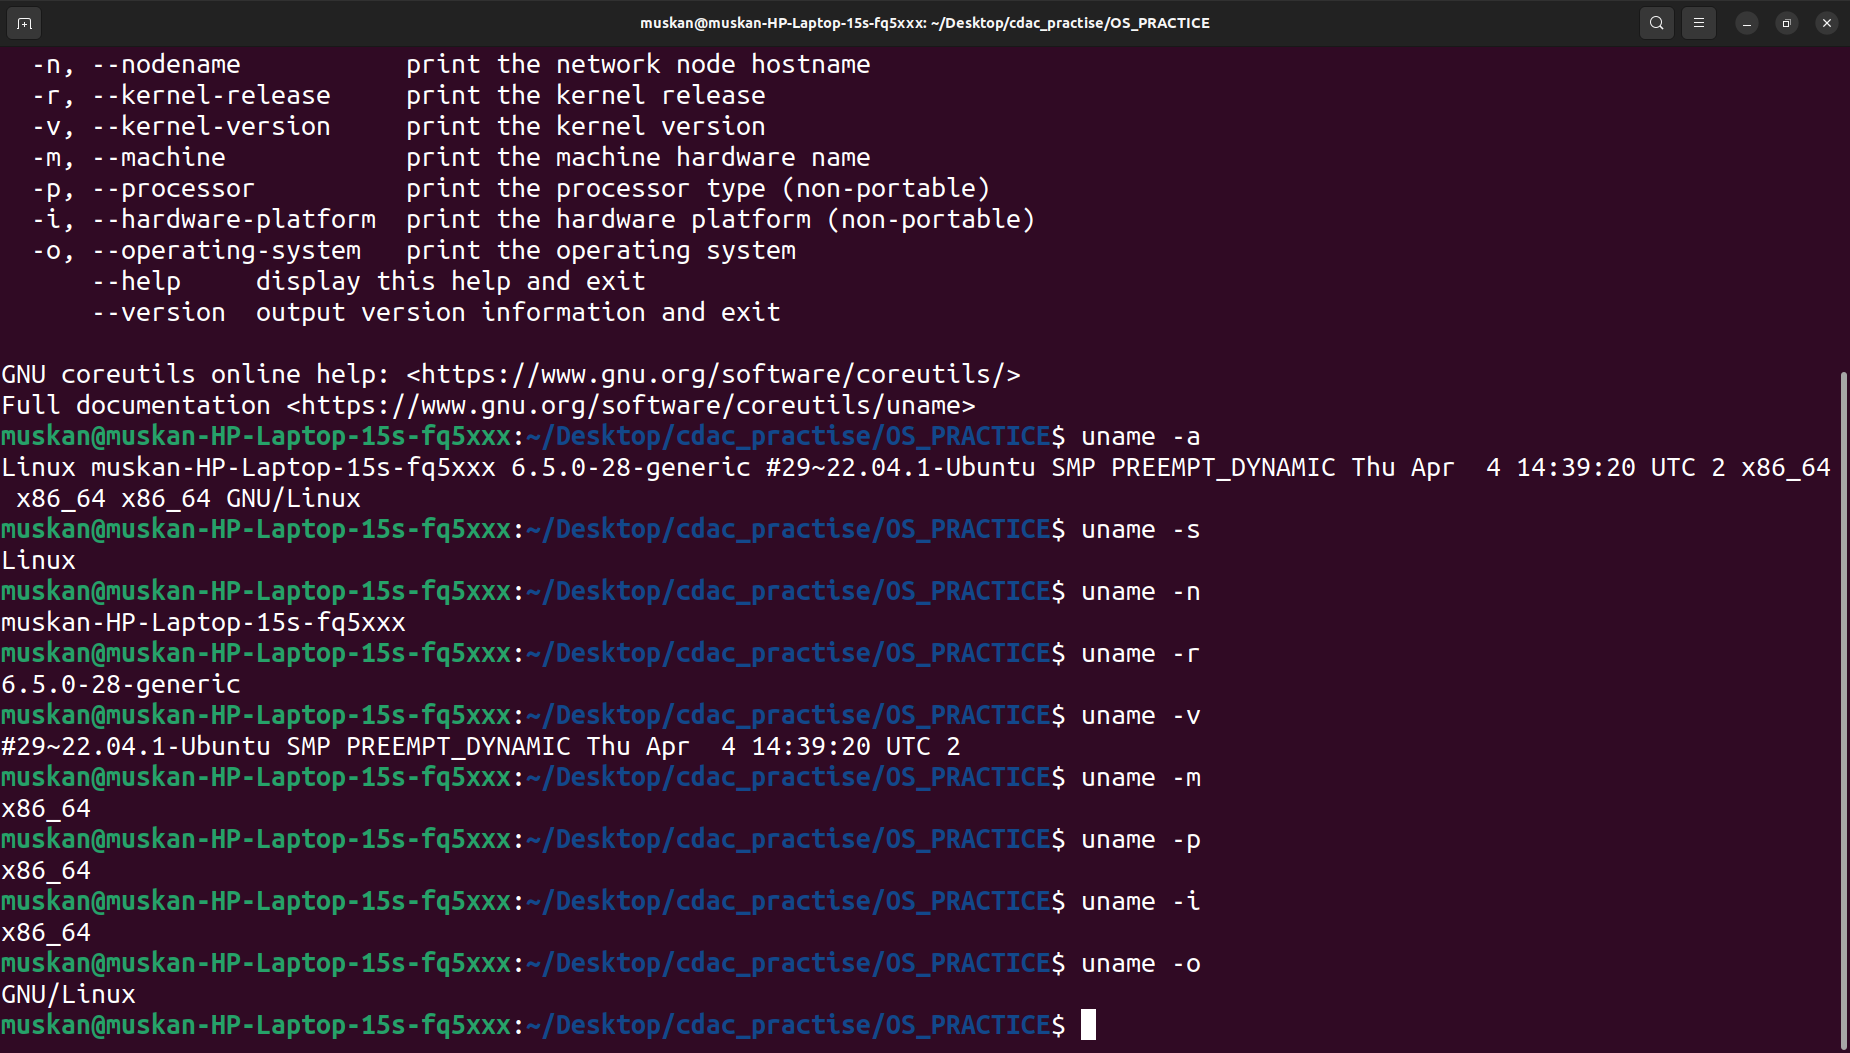 muskan@muskan-HP-Laptop-15s-fq5xxx: ~/Desktop/cdac_practise/OS_PRACTICE
  -n, --nodename           print the network node hostname
  -r, --kernel-release     print the kernel release
  -v, --kernel-version     print the kernel version
  -m, --machine            print the machine hardware name
  -p, --processor          print the processor type (non-portable)
  -i, --hardware-platform  print the hardware platform (non-portable)
  -o, --operating-system   print the operating system
      --help     display this help and exit
      --version  output version information and exit

GNU coreutils online help: <https://www.gnu.org/software/coreutils/>
Full documentation <https://www.gnu.org/software/coreutils/uname>
muskan@muskan-HP-Laptop-15s-fq5xxx:~/Desktop/cdac_practise/OS_PRACTICE$ uname -a
Linux muskan-HP-Laptop-15s-fq5xxx 6.5.0-28-generic #29~22.04.1-Ubuntu SMP PREEMPT_DYNAMIC Thu Apr  4 14:39:20 UTC 2 x86_64
 x86_64 x86_64 GNU/Linux
muskan@muskan-HP-Laptop-15s-fq5xxx:~/Desktop/cdac_practise/OS_PRACTICE$ uname -s
Linux
muskan@muskan-HP-Laptop-15s-fq5xxx:~/Desktop/cdac_practise/OS_PRACTICE$ uname -n
muskan-HP-Laptop-15s-fq5xxx
muskan@muskan-HP-Laptop-15s-fq5xxx:~/Desktop/cdac_practise/OS_PRACTICE$ uname -r
6.5.0-28-generic
muskan@muskan-HP-Laptop-15s-fq5xxx:~/Desktop/cdac_practise/OS_PRACTICE$ uname -v
#29~22.04.1-Ubuntu SMP PREEMPT_DYNAMIC Thu Apr  4 14:39:20 UTC 2
muskan@muskan-HP-Laptop-15s-fq5xxx:~/Desktop/cdac_practise/OS_PRACTICE$ uname -m
x86_64
muskan@muskan-HP-Laptop-15s-fq5xxx:~/Desktop/cdac_practise/OS_PRACTICE$ uname -p
x86_64
muskan@muskan-HP-Laptop-15s-fq5xxx:~/Desktop/cdac_practise/OS_PRACTICE$ uname -i
x86_64
muskan@muskan-HP-Laptop-15s-fq5xxx:~/Desktop/cdac_practise/OS_PRACTICE$ uname -o
GNU/Linux
muskan@muskan-HP-Laptop-15s-fq5xxx:~/Desktop/cdac_practise/OS_PRACTICE$